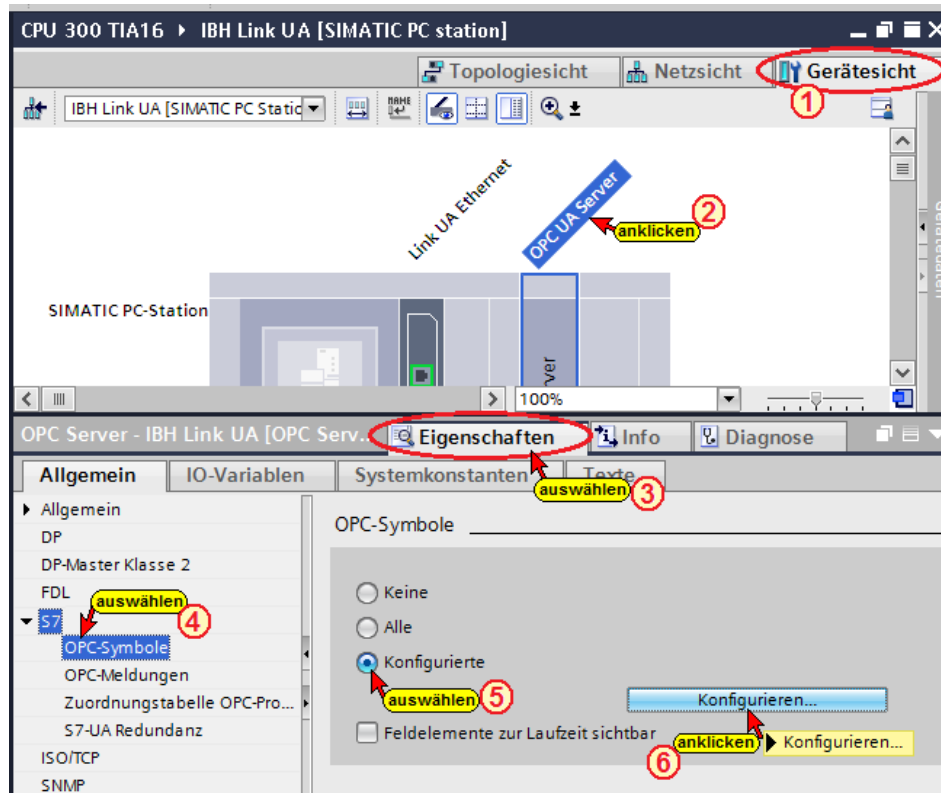 CPU 300 TIA16 ▸ IBH Link UA [SIMATIC PC station]
Topologiesicht Netzsicht Gerätesicht
1
IBH Link UA [SIMATIC PC Static
NAME
100%
Link UA Ethernet
OPC UA Server
anklicken 2
SIMATIC PC-Station
Gerätedaten
100%
OPC Server - IBH Link UA [OPC Serv... Eigenschaften Info Diagnose
Allgemein IO-Variablen Systemkonstanten Texte
auswählen 3
Allgemein
DP
DP-Master Klasse 2
FDL
auswählen 4
S7
OPC-Symbole
OPC-Meldungen
Zuordnungstabelle OPC-Pro...
S7-UA Redundanz
ISO/TCP
SNMP
OPC-Symbole
Keine
Alle
Konfigurierte
auswählen 5
Konfigurieren...
Feldelemente zur Laufzeit sichtbar
anklicken 6
Konfigurieren...